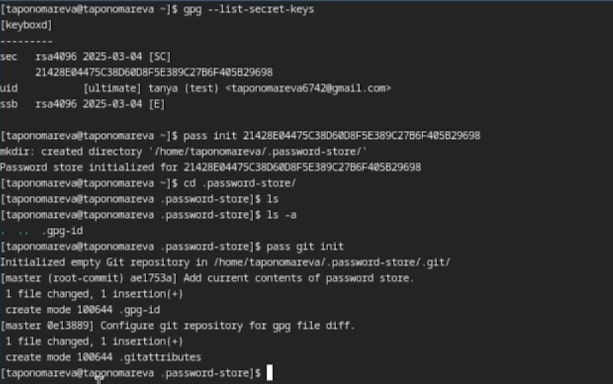 [taponomareva@taponomareva ~]$ gpg --list-secret-keys
[keyboxd]
---------
sec   rsa4096 2025-03-04 [SC]
      21428E04475C38D60D8F5E389C27B6F405B29698
uid           [ultimate] tanya (test) <taponomareva6742@gmail.com>
ssb   rsa4096 2025-03-04 [E]
[taponomareva@taponomareva ~]$ pass init 21428E04475C38D60D8F5E389C27B6F405B29698
mkdir: created directory '/home/taponomareva/.password-store/'
Password store initialized for 21428E04475C38D60D8F5E389C27B6F405B29698
[taponomareva@taponomareva ~]$ cd .password-store/
[taponomareva@taponomareva .password-store]$ ls
[taponomareva@taponomareva .password-store]$ ls -a
.  ..  .gpg-id
[taponomareva@taponomareva .password-store]$ pass git init
Initialized empty Git repository in /home/taponomareva/.password-store/.git/
[master (root-commit) ae1753a] Add current contents of password store.
 1 file changed, 1 insertion(+)
 create mode 100644 .gpg-id
[master 0e13889] Configure git repository for gpg file diff.
 1 file changed, 1 insertion(+)
 create mode 100644 .gitattributes
[taponomareva@taponomareva .password-store]$